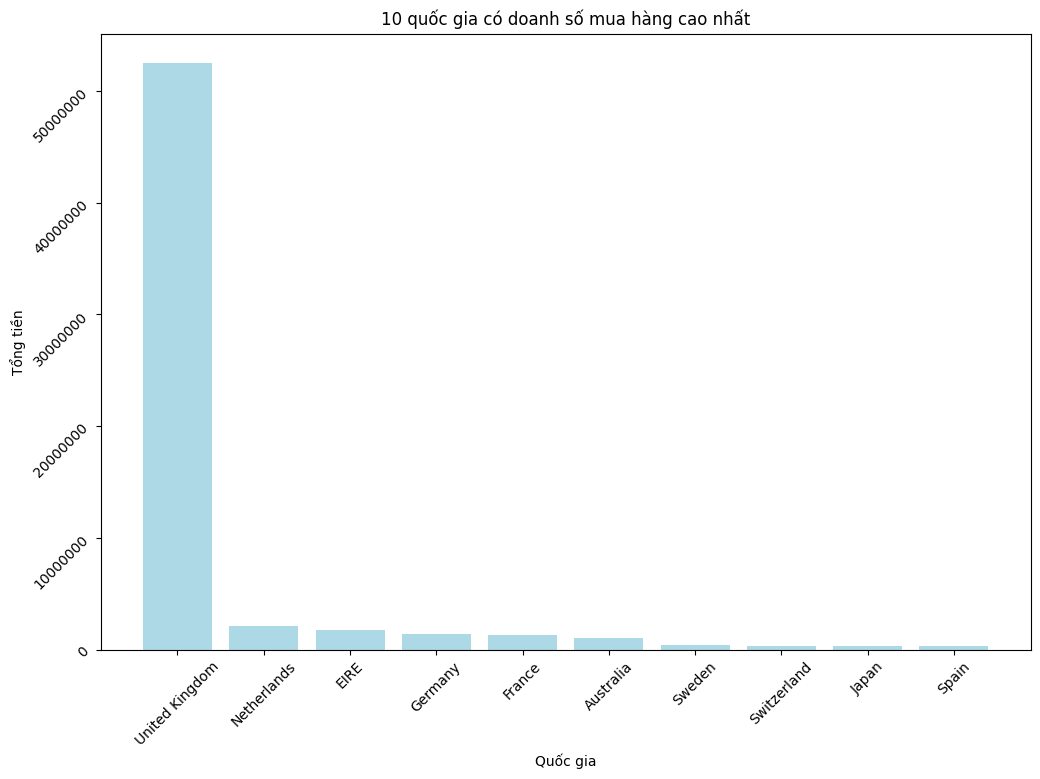 10 quốc gia có doanh số mua hàng cao nhất
Tổng tiền
50000000
40000000
30000000
20000000
10000000
0
United Kingdom
Netherlands
EIRE
Germany
France
Australia
Sweden
Switzerland
Japan
Spain
Quốc gia